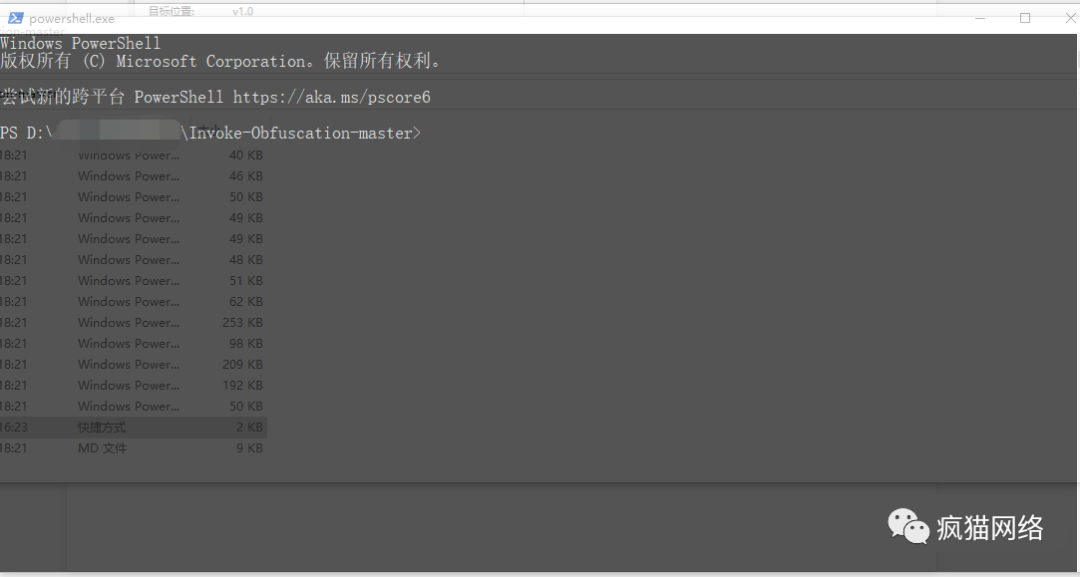 目标位置: v1.0
powershell.exe
ion-master
Windows PowerShell
版权所有 (C) Microsoft Corporation。保留所有权利。
尝试新的跨平台 PowerShell https://aka.ms/pscore6
PS D:\ \Invoke-Obfuscation-master>
18:21 Windows Power... 40 KB
18:21 Windows Power... 46 KB
18:21 Windows Power... 50 KB
18:21 Windows Power... 49 KB
18:21 Windows Power... 49 KB
18:21 Windows Power... 48 KB
18:21 Windows Power... 51 KB
18:21 Windows Power... 62 KB
18:21 Windows Power... 253 KB
18:21 Windows Power... 98 KB
18:21 Windows Power... 209 KB
18:21 Windows Power... 192 KB
18:21 Windows Power... 50 KB
16:23 快捷方式 2 KB
18:21 MD 文件 9 KB
疯猫网络